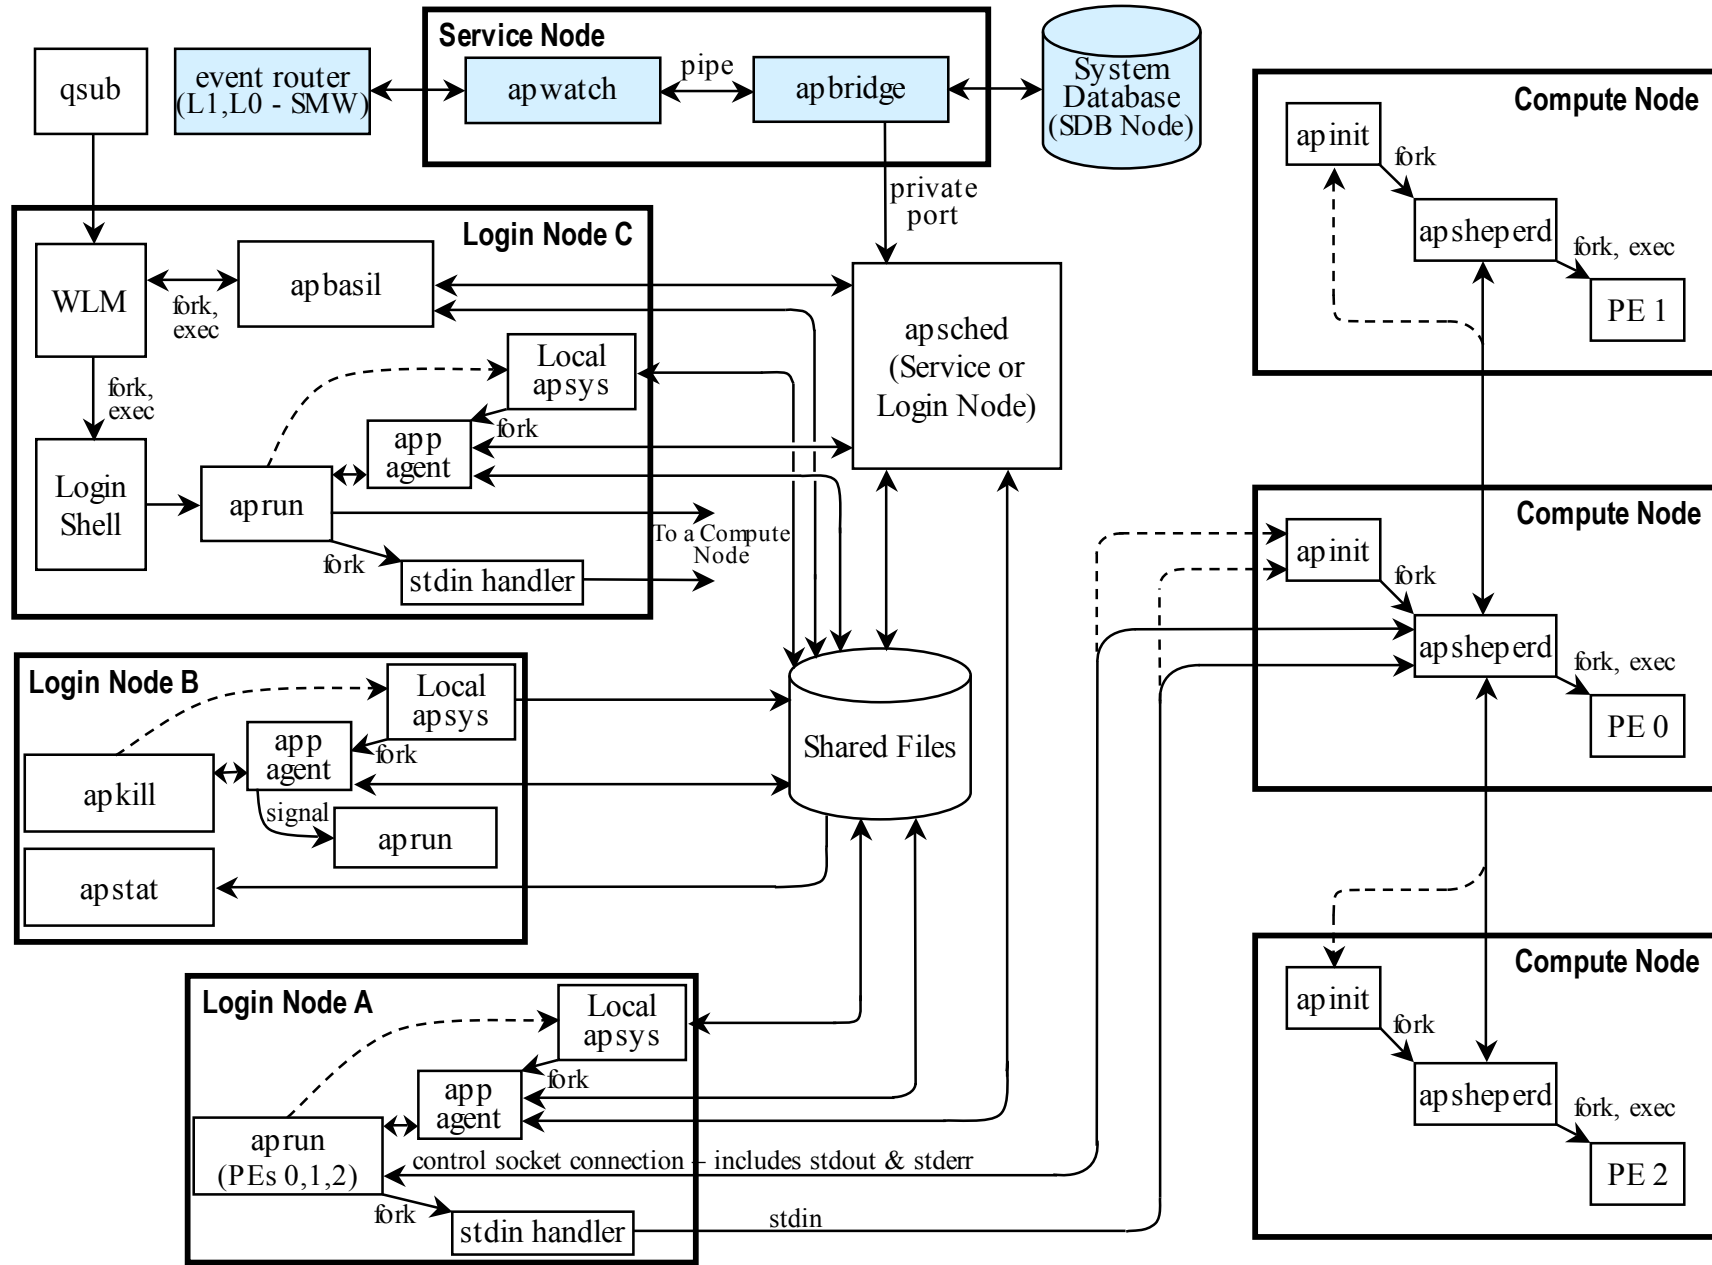 Service Node
qsub
event router
(L1,L0 - SMW)
apwatch
pipe
apbridge
System
Database
(SDB Node)
private
port
Login Node C
WLM
fork,
exec
apbasil
fork,
exec
Local
apsys
fork
app
agent
Login
Shell
aprun
fork
stdin handler
To a Compute
Node
apsched
(Service or
Login Node)
Login Node B
Local
apsys
fork
app
agent
apkill
signal
aprun
apstat
Shared Files
Login Node A
Local
apsys
fork
app
agent
aprun
(PEs 0,1,2)
control socket connection – includes stdout & stderr
fork
stdin handler
stdin
Compute Node
apinit
fork
apsheperd
fork, exec
PE 1
Compute Node
apinit
fork
apsheperd
fork, exec
PE 0
Compute Node
apinit
fork
apsheperd
fork, exec
PE 2